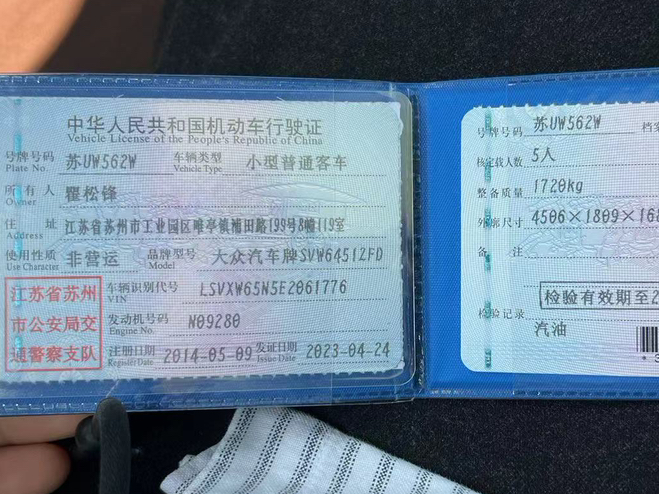 中华人民共和国机动车行驶证
Vehicle License of the People's Republic of China
号牌号码 苏UW562W 车辆类型 小型普通客车
Plate No. Vehicle Type
所有人 瞿松锋
Owner
住址 江苏省苏州市工业园区唯亭镇浦田路199号8幢119室
Address
使用性质 非营运 品牌型号 大众汽车牌SVW64512FD
Use Character Model
江苏省苏州
市公安局交
通警察支队
车辆识别代号 LSVXW65N5E2061776
VIN
发动机号码 N09280
Engine No.
注册日期 2014-05-09 发证日期 2023-04-24
Register Date Issue Date
号牌号码 苏UW562W 档案
核定载人数 5人
整备质量 1720kg
外廓尺寸 4506×1809×168
备注
检验有效期至2
检验记录
汽油